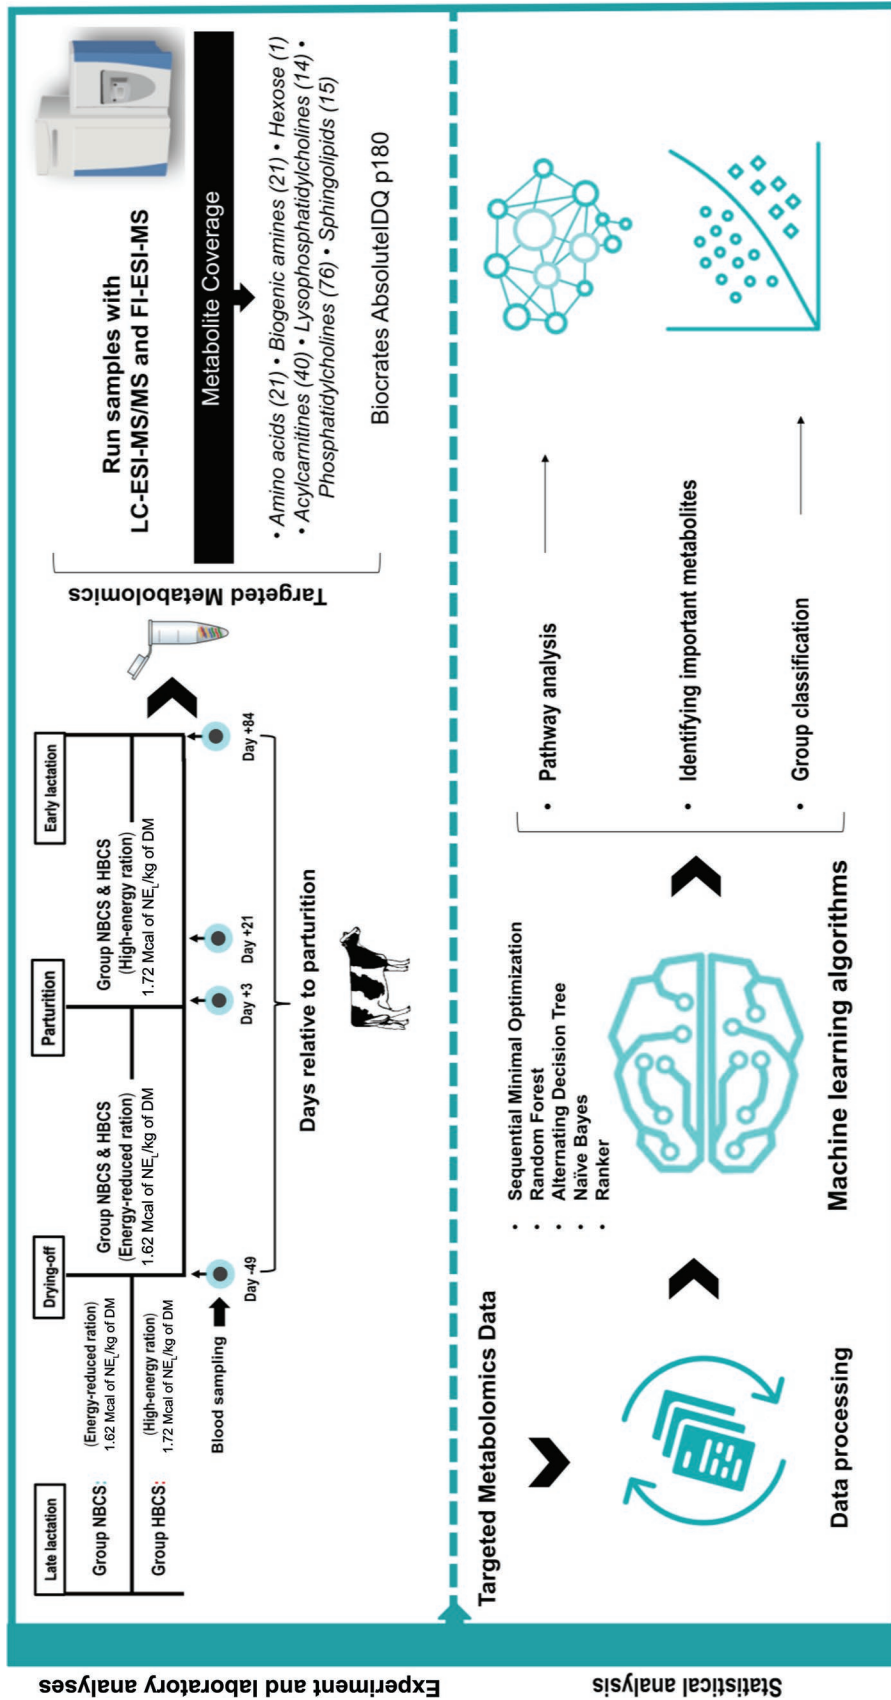 Experiment and laboratory analyses
Late lactation
Drying-off
Parturition
Early lactation
Group NBCS:
(Energy-reduced ration)
1.62 Mcal of NEL/kg of DM
Group HBCS:
(High-energy ration)
1.72 Mcal of NEL/kg of DM
Group NBCS & HBCS
(Energy-reduced ration)
1.62 Mcal of NEL/kg of DM
Group NBCS & HBCS
(High-energy ration)
1.72 Mcal of NEL/kg of DM
Blood sampling
Day -49
Day +3
Day +21
Day +84
Days relative to parturition
Targeted Metabolomics
Run samples with
LC-ESI-MS/MS and FI-ESI-MS
Metabolite Coverage
• Amino acids (21) • Biogenic amines (21) • Hexose (1)
• Acylcarnitines (40) • Lysophosphatidylcholines (14) •
Phosphatidylcholines (76) • Sphingolipids (15)
Biocrates AbsoluteIDQ p180
Statistical analysis
Targeted Metabolomics Data
Data processing
• Sequential Minimal Optimization
• Random Forest
• Alternating Decision Tree
• Naïve Bayes
• Ranker
Machine learning algorithms
• Pathway analysis
• Identifying important metabolites
• Group classification